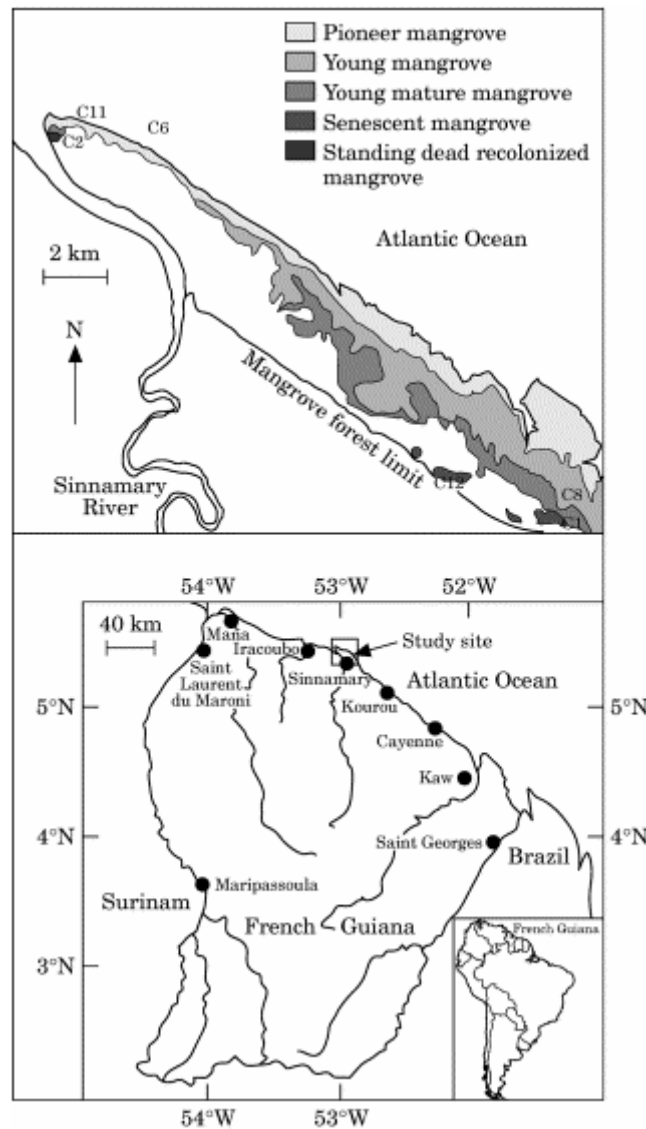 Pioneer mangrove
Young mangrove
Young mature mangrove
Senescent mangrove
Standing dead recolonized
mangrove
C11
C6
C2
Atlantic Ocean
2 km
N
Mangrove forest limit
Sinnamary
River
C12
C8
54°W
53°W
52°W
40 km
Mana
Iracoubo
Study site
Saint
Laurent
du Maroni
Sinnamary
Atlantic Ocean
5°N
5°N
Kourou
Cayenne
Kaw
4°N
4°N
Saint Georges
Brazil
Maripassoula
Surinam
French Guiana
French Guiana
3°N
54°W
53°W